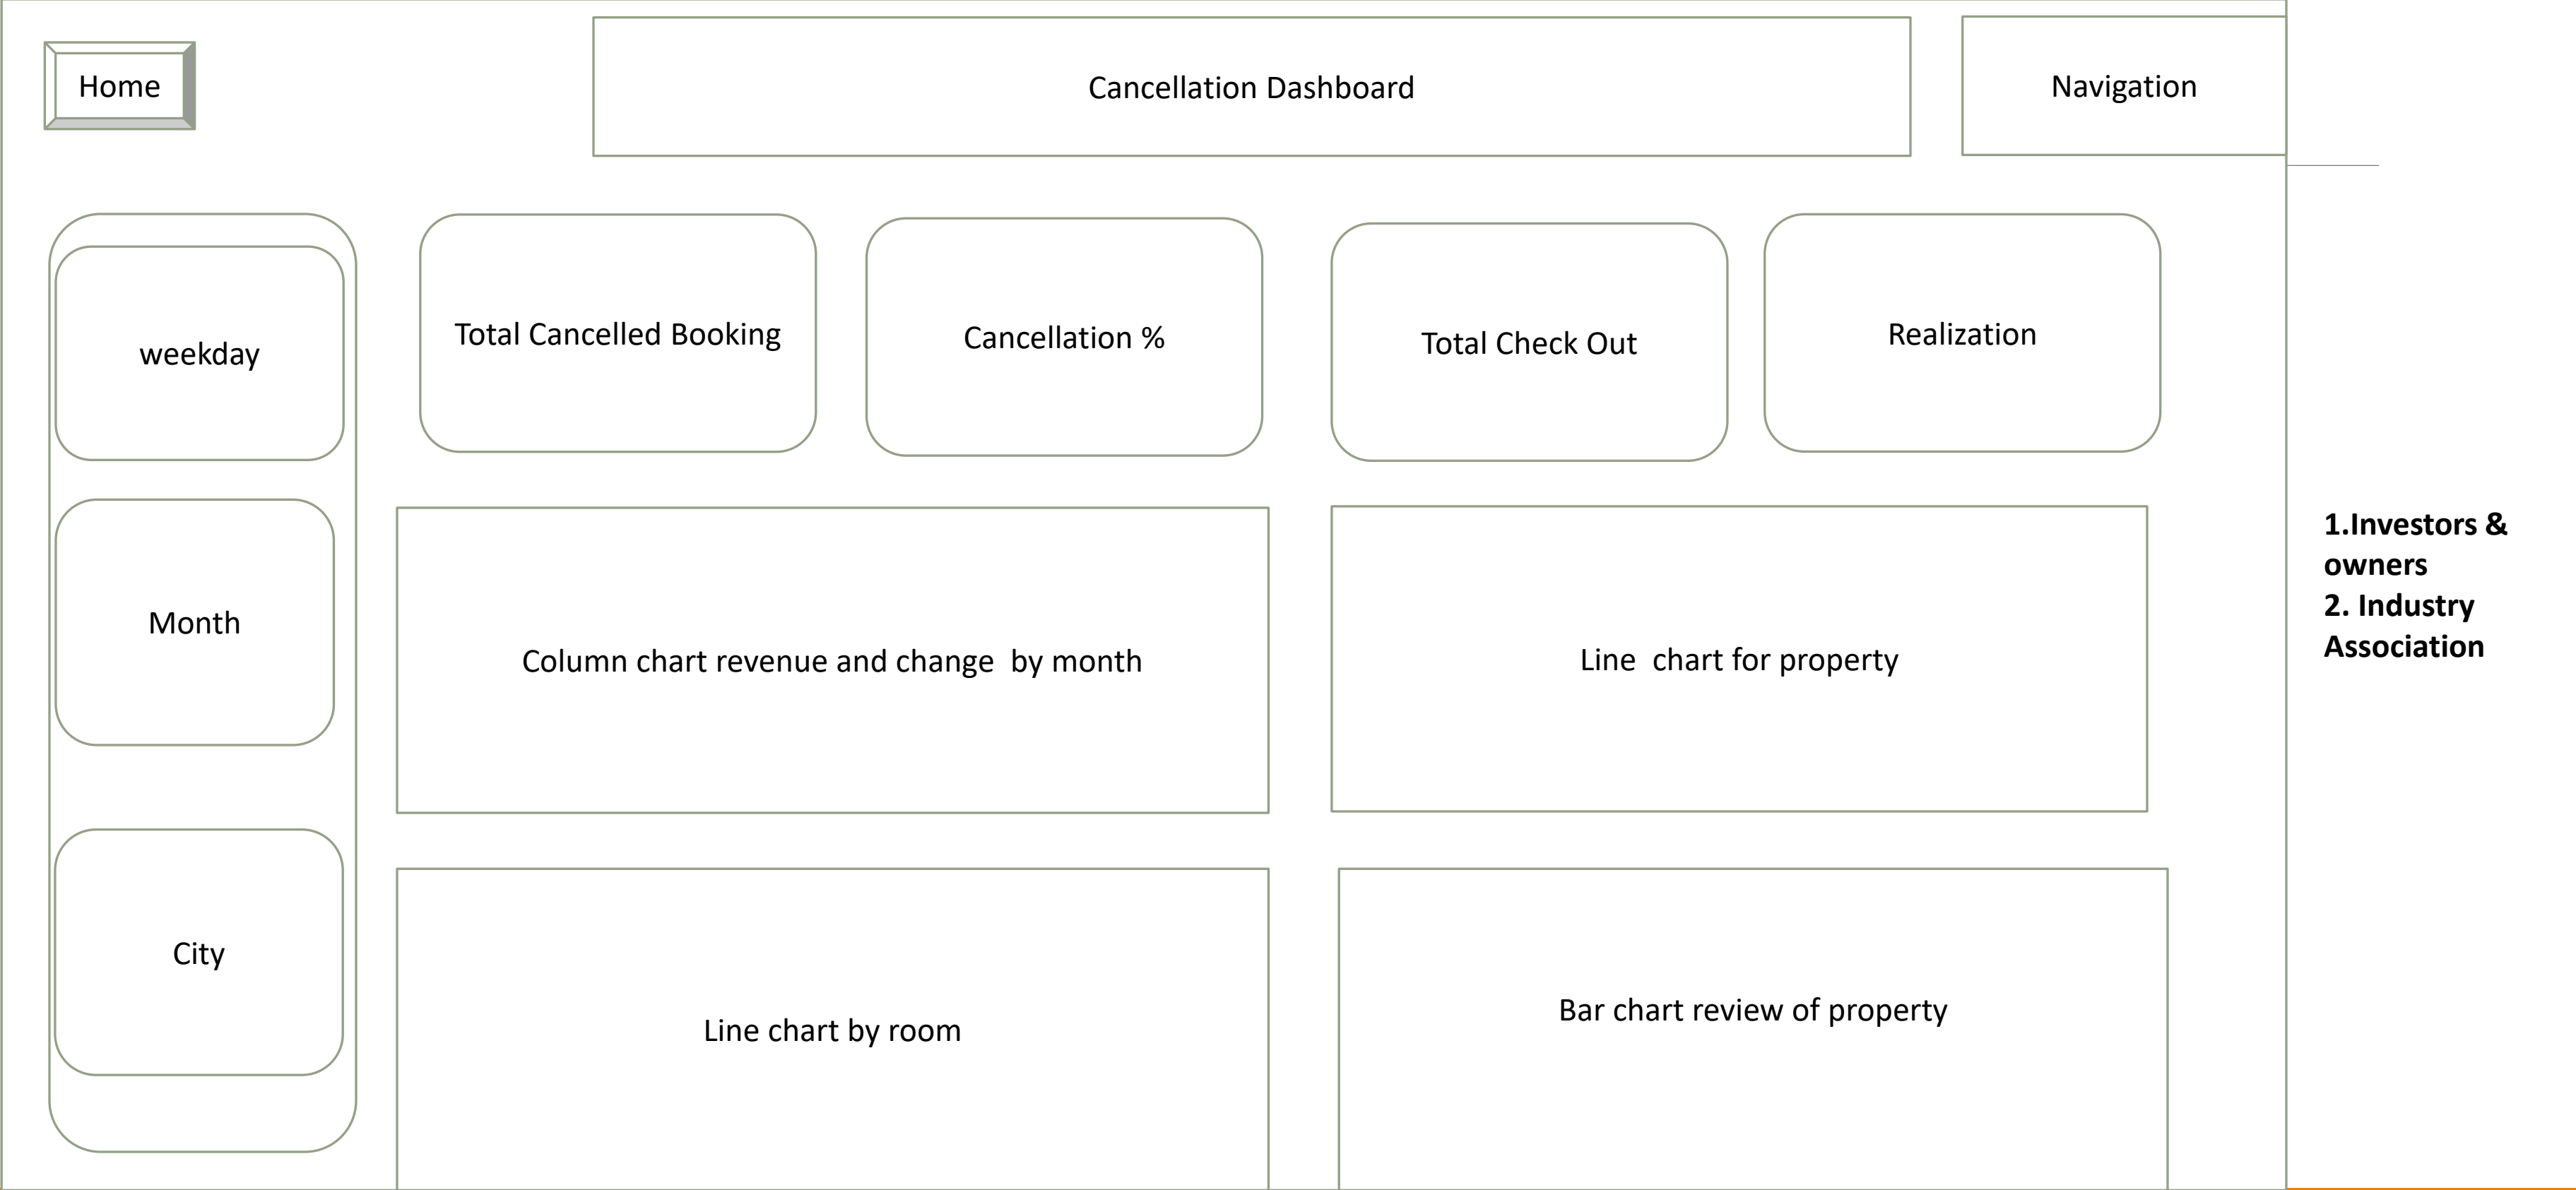 Home
Cancellation Dashboard
Navigation
weekday
Total Cancelled Booking
Cancellation %
Total Check Out
Realization
Month
Column chart revenue and change  by month
Line  chart for property
1.Investors &
owners
2. Industry
Association
City
Line chart by room
Bar chart review of property